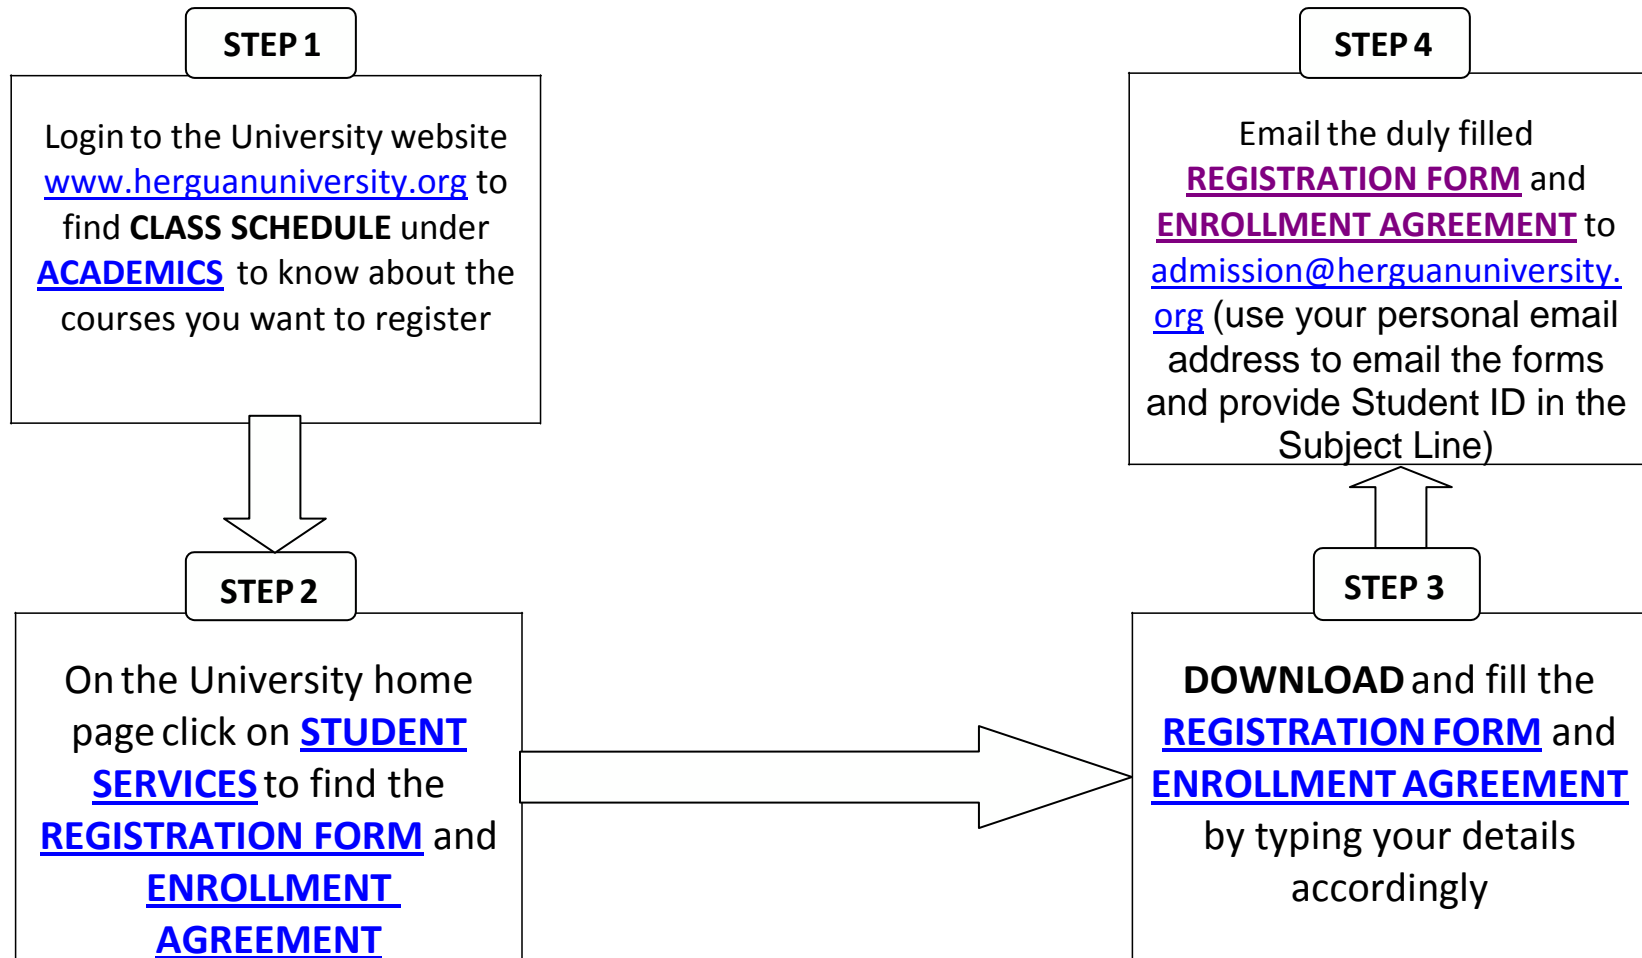 STEP 1
Login to the University website
www.herguanuniversity.org to
find CLASS SCHEDULE under
ACADEMICS to know about the
courses you want to register
STEP 2
On the University home
page click on STUDENT
SERVICES to find the
REGISTRATION FORM and
ENROLLMENT
AGREEMENT
STEP 3
DOWNLOAD and fill the
REGISTRATION FORM and
ENROLLMENT AGREEMENT
by typing your details
accordingly
STEP 4
Email the duly filled
REGISTRATION FORM and
ENROLLMENT AGREEMENT to
admission@herguanuniversity.
org (use your personal email
address to email the forms
and provide Student ID in the
Subject Line)